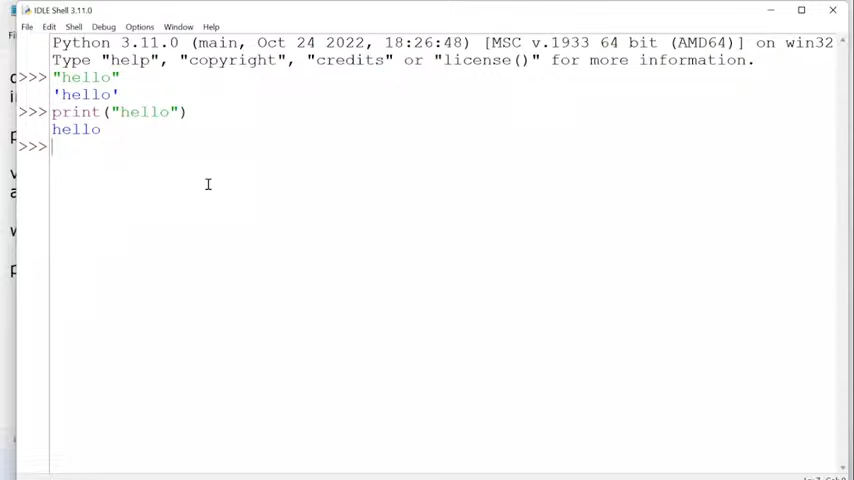 IDLE Shell 3.11.0
File Edit Shell Debug Options Window Help
Python 3.11.0 (main, Oct 24 2022, 18:26:48) [MSC v.1933 64 bit (AMD64)] on win32
Type "help", "copyright", "credits" or "license()" for more information.
>>> "hello"
'hello'
>>> print("hello")
hello
>>>